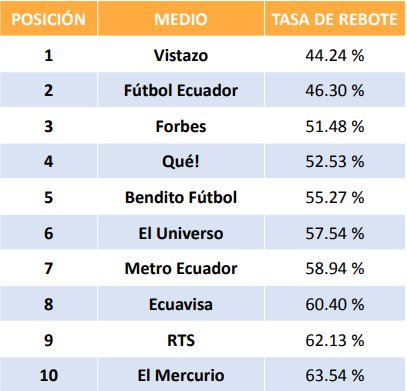 POSICIÓN MEDIO TASA DE REBOTE
1 Vistazo 44.24 %
2 Fútbol Ecuador 46.30 %
3 Forbes 51.48 %
4 Qué! 52.53 %
5 Bendito Fútbol 55.27 %
6 El Universo 57.54 %
7 Metro Ecuador 58.94 %
8 Ecuavisa 60.40 %
9 RTS 62.13 %
10 El Mercurio 63.54 %